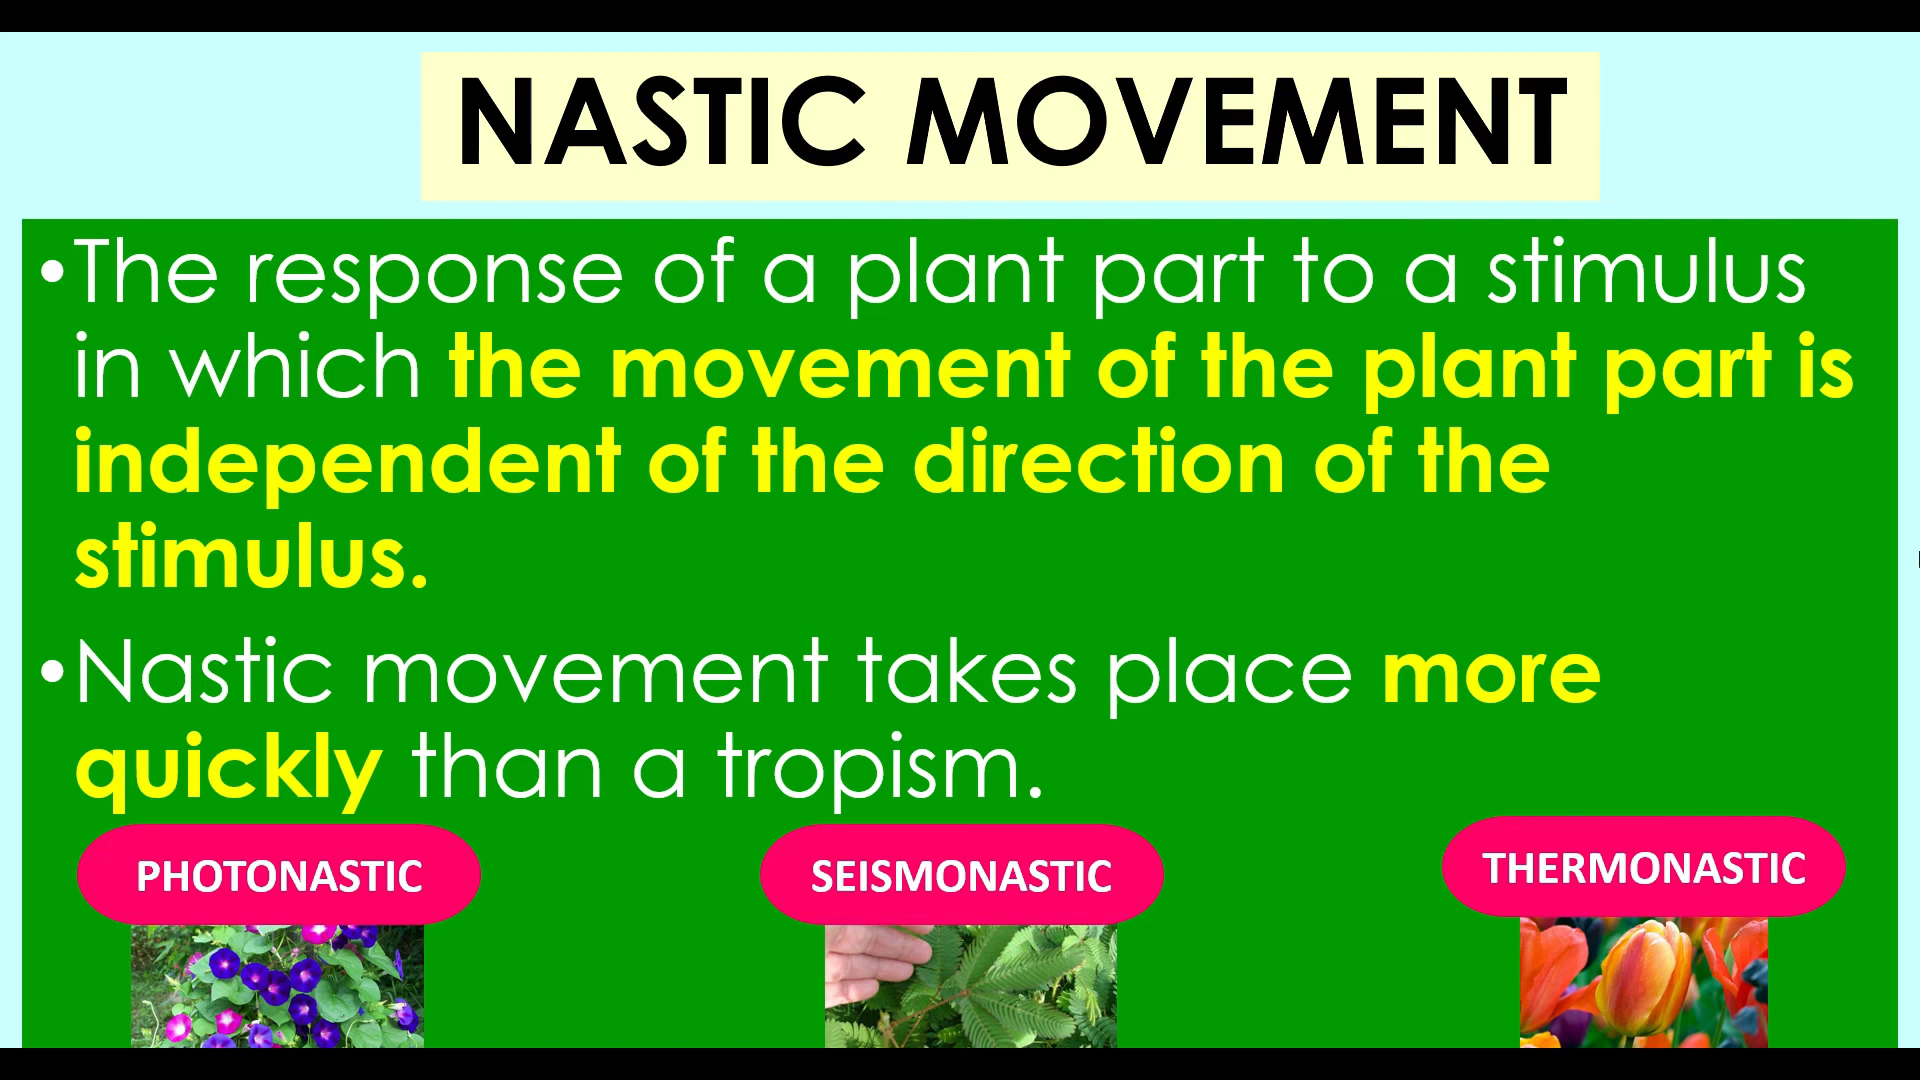 NASTIC MOVEMENT
•The response of a plant part to a stimulus
in which the movement of the plant part is
independent of the direction of the
stimulus.
•Nastic movement takes place more
quickly than a tropism.
PHOTONASTIC
SEISMONASTIC
THERMONASTIC